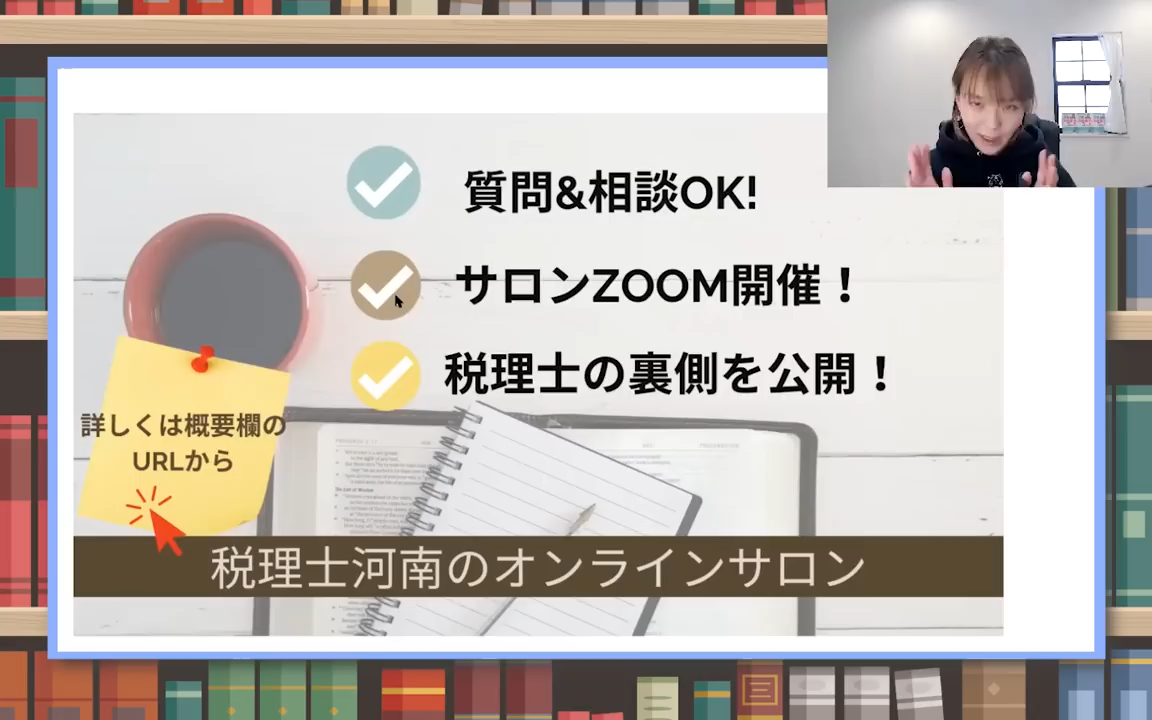 質問&相談OK!
サロンZOOM開催！
税理士の裏側を公開！
詳しくは概要欄の
URLから
税理士河南のオンラインサロン